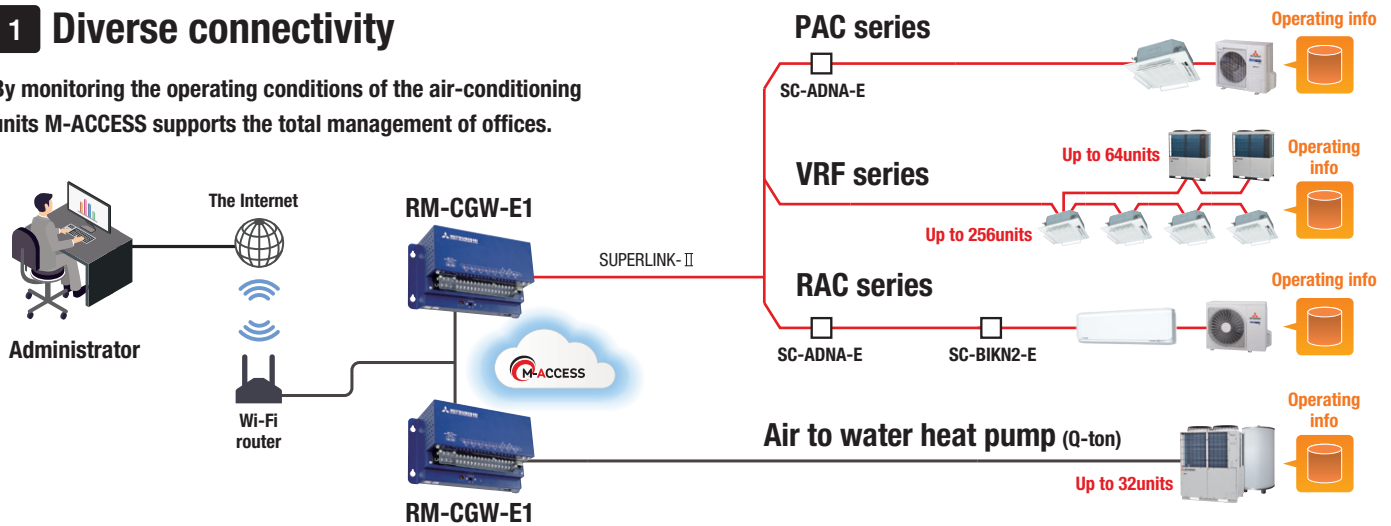 1 Diverse connectivity
By monitoring the operating conditions of the air-conditioning
units M-ACCESS supports the total management of offices.
Administrator
The Internet
Wi-Fi
router
RM-CGW-E1
MITSUBISHI
SUPERLINK-Ⅱ
M-ACCESS
MITSUBISHI
RM-CGW-E1
PAC series
SC-ADNA-E
Operating info
VRF series
Up to 64units
Up to 256units
Operating
info
RAC series
SC-ADNA-E
SC-BIKN2-E
Operating info
Air to water heat pump (Q-ton)
Up to 32units
Operating
info